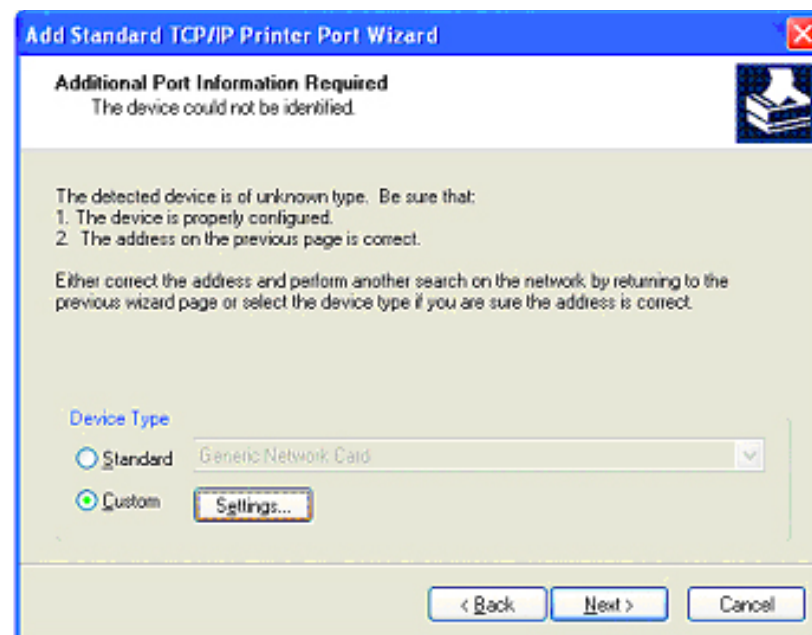 Add Standard TCP/IP Printer Port Wizard
Additional Port Information Required
The device could not be identified.
The detected device is of unknown type. Be sure that:
1. The device is properly configured.
2. The address on the previous page is correct.
Either correct the address and perform another search on the network by returning to the
previous wizard page or select the device type if you are sure the address is correct.
Device Type
Standard
Generic Network Card
Custom
Settings...
< Back
Next >
Cancel